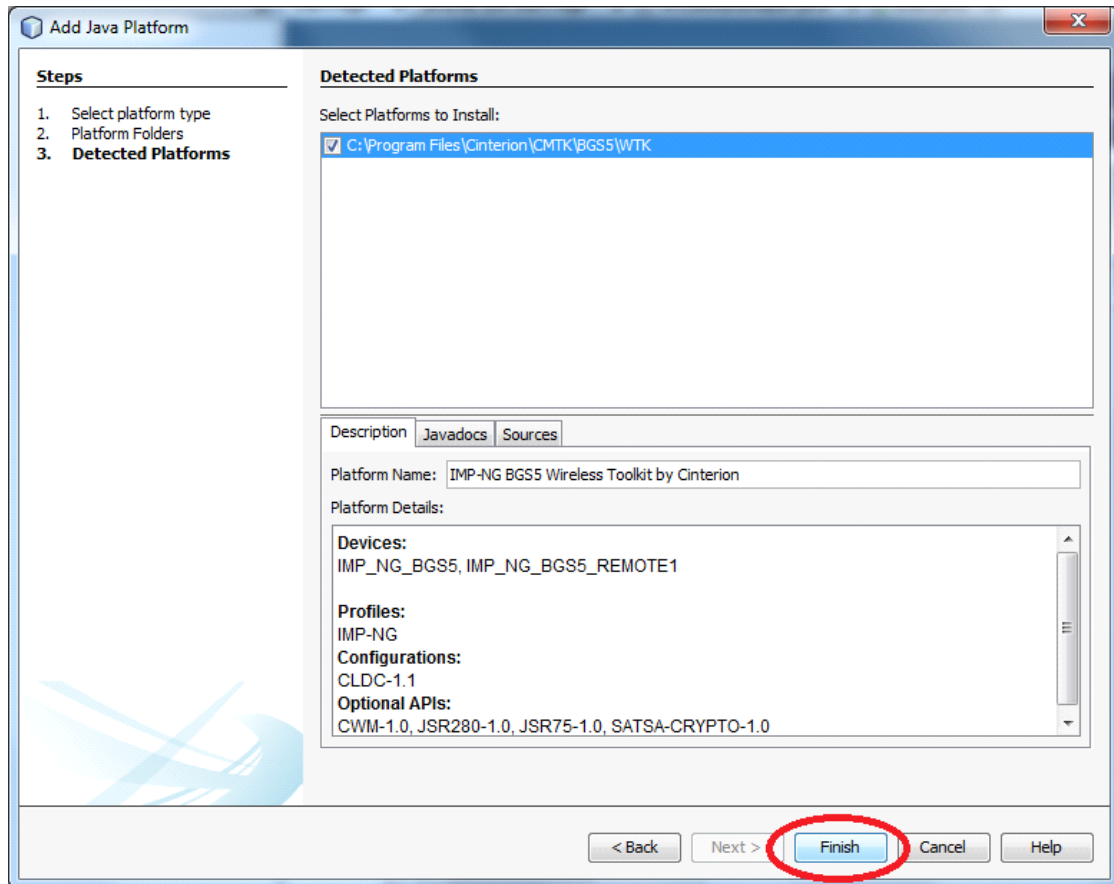 Add Java Platform
Steps
1. Select platform type
2. Platform Folders
3. Detected Platforms
Detected Platforms
Select Platforms to Install:
C:\Program Files\Cinterion\CMTK\BGS5\WTK
Description Javadocs Sources
Platform Name: IMP-NG BGS5 Wireless Toolkit by Cinterion
Platform Details:
Devices:
IMP_NG_BGS5, IMP_NG_BGS5_REMOTE1
Profiles:
IMP-NG
Configurations:
CLDC-1.1
Optional APIs:
CWM-1.0, JSR280-1.0, JSR75-1.0, SATSA-CRYPTO-1.0
< Back Next > Finish Cancel Help